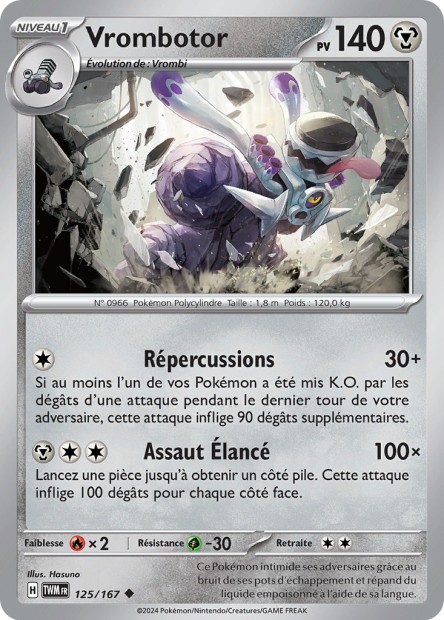 NIVEAU 1
Vrombotor
PV 140
Évolution de : Vrombi
N° 0966 Pokémon Polycylindre Taille : 1,8 m Poids : 120,0 kg
Répercussions 30+
Si au moins l'un de vos Pokémon a été mis K.O. par les
dégâts d'une attaque pendant le dernier tour de votre
adversaire, cette attaque inflige 90 dégâts supplémentaires.
Assaut Élancé 100×
Lancez une pièce jusqu'à obtenir un côté pile. Cette attaque
inflige 100 dégâts pour chaque côté face.
Faiblesse × 2 Résistance -30 Retraite
Illus. Hasuno
H TWM FR 125/167
Ce Pokémon intimide ses adversaires grâce au
bruit de ses pots d'échappement et répand du
liquide empoisonné à l'aide de sa langue.
©2024 Pokémon/Nintendo/Creatures/GAME FREAK